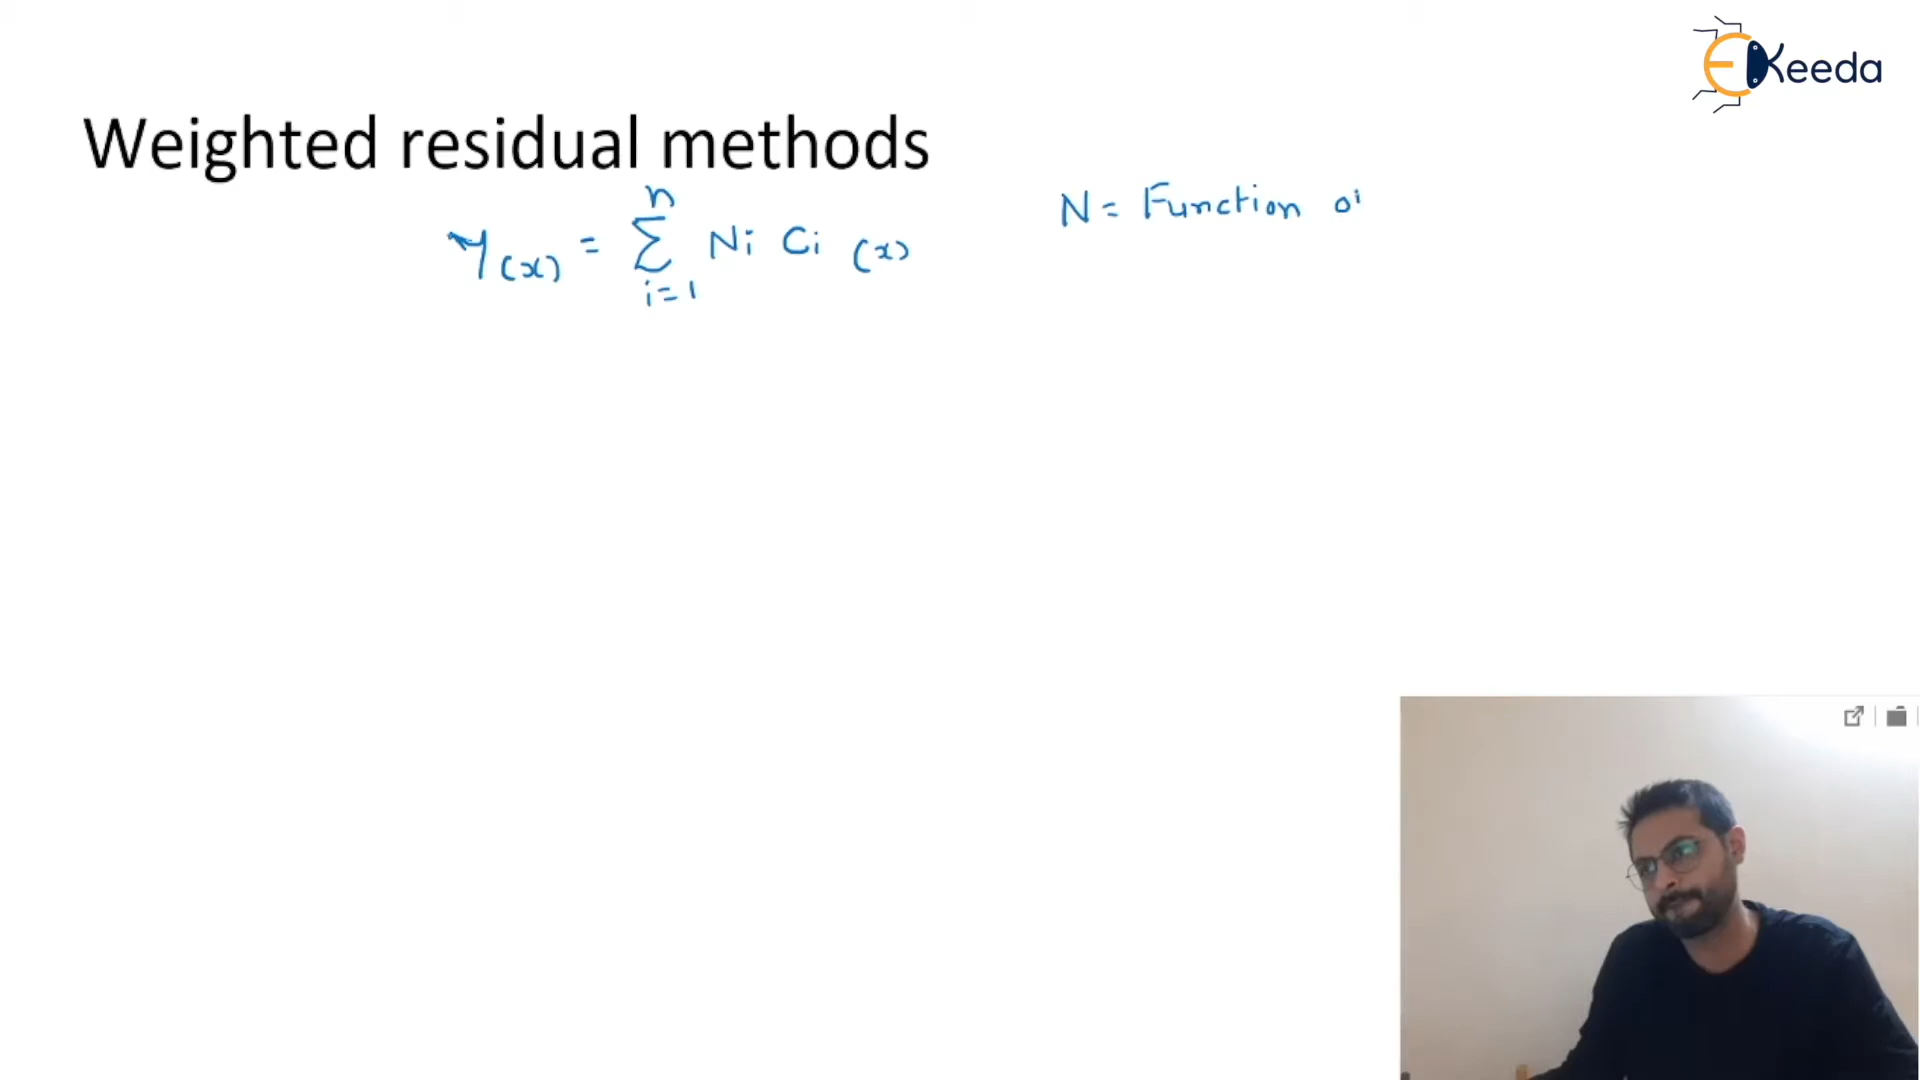 EKeeda
Weighted residual methods
Y(x) = n∑i=1 Ni Ci (x)
N = Function